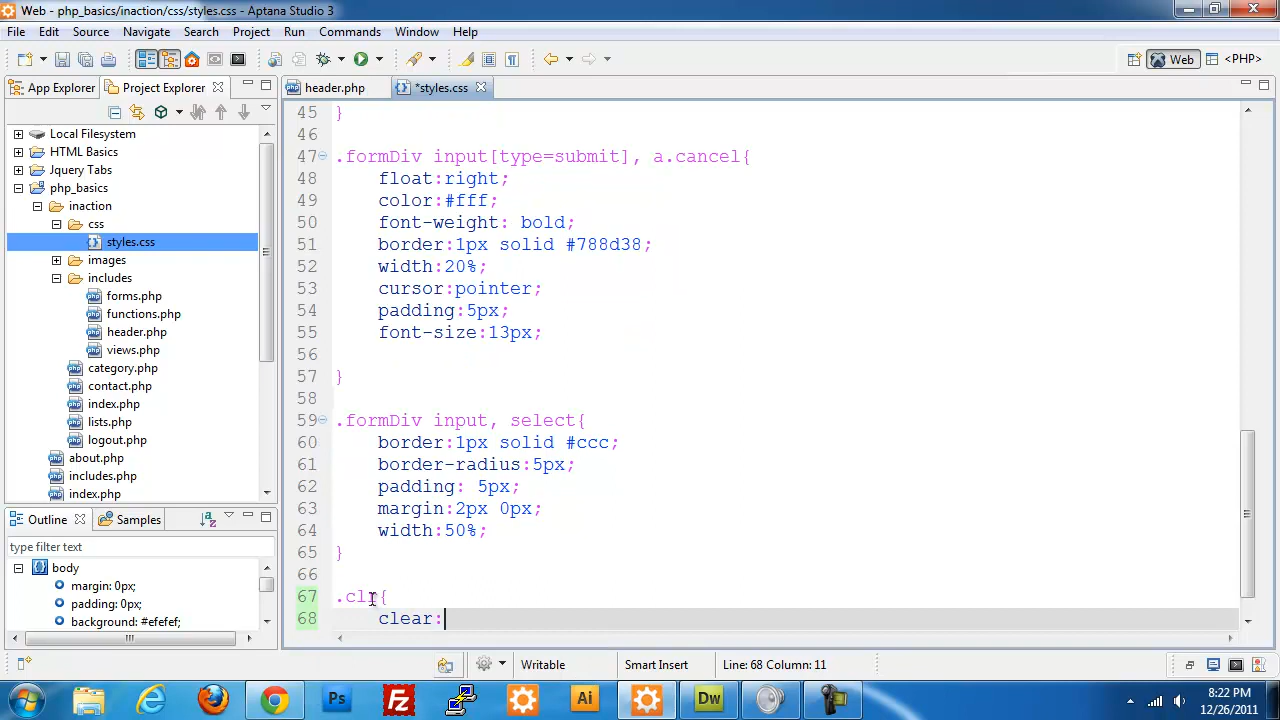 Web - php_basics/inaction/css/styles.css - Aptana Studio 3
File Edit Source Navigate Search Project Run Commands Window Help
Web <PHP>
App Explorer Project Explorer
header.php *styles.css
Local Filesystem
HTML Basics
Jquery Tabs
php_basics
inaction
css
styles.css
images
includes
forms.php
functions.php
header.php
views.php
category.php
contact.php
index.php
lists.php
logout.php
about.php
includes.php
index.php
Outline Samples
type filter text
body
margin: 0px;
padding: 0px;
background: #efefef;
45 }
46
47 .formDiv input[type=submit], a.cancel{
48 float:right;
49 color:#fff;
50 font-weight: bold;
51 border:1px solid #788d38;
52 width:20%;
53 cursor:pointer;
54 padding:5px;
55 font-size:13px;
56
57 }
58
59 .formDiv input, select{
60 border:1px solid #ccc;
61 border-radius:5px;
62 padding: 5px;
63 margin:2px 0px;
64 width:50%;
65 }
66
67 .clr{
68 clear:
Writable Smart Insert Line: 68 Column: 11
Ps FZ Ai Dw
8:22 PM
12/26/2011